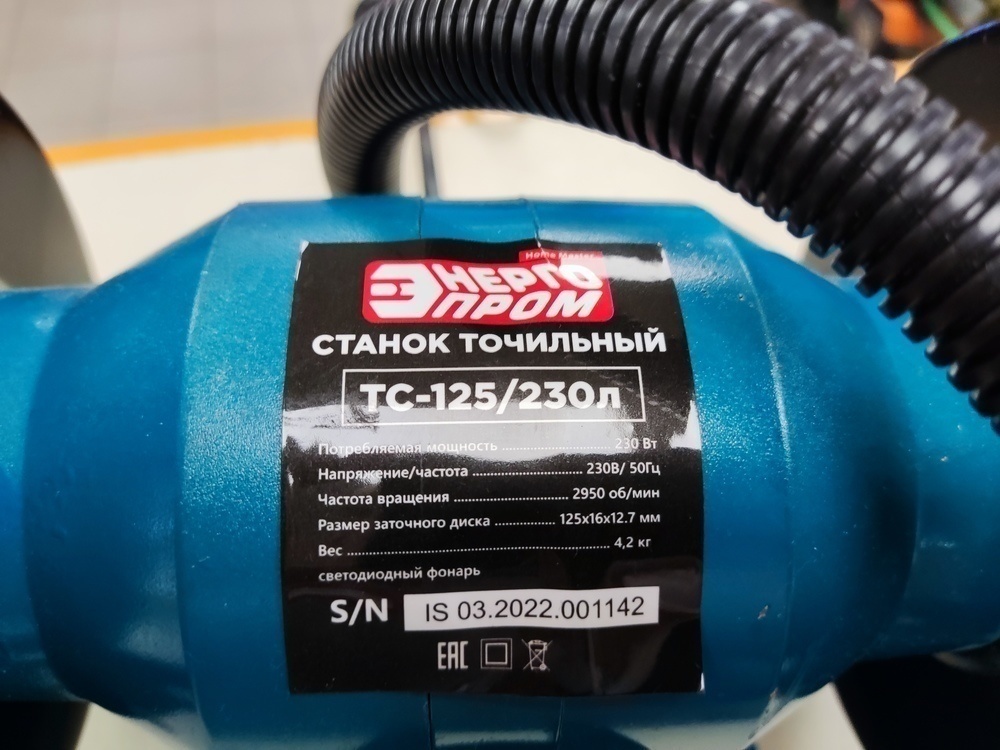 Home Master
ЭНЕРГО
ПРОМ
СТАНОК ТОЧИЛЬНЫЙ
ТС-125/230л
Потребляемая мощность ........................ 230 Вт
Напряжение/частота ........................ 230В/ 50Гц
Частота вращения ........................ 2950 об/мин
Размер заточного диска ............. 125x16x12.7 мм
Вес ........................................................ 4,2 кг
светодиодный фонарь
S/N IS 03.2022.001142
EAC